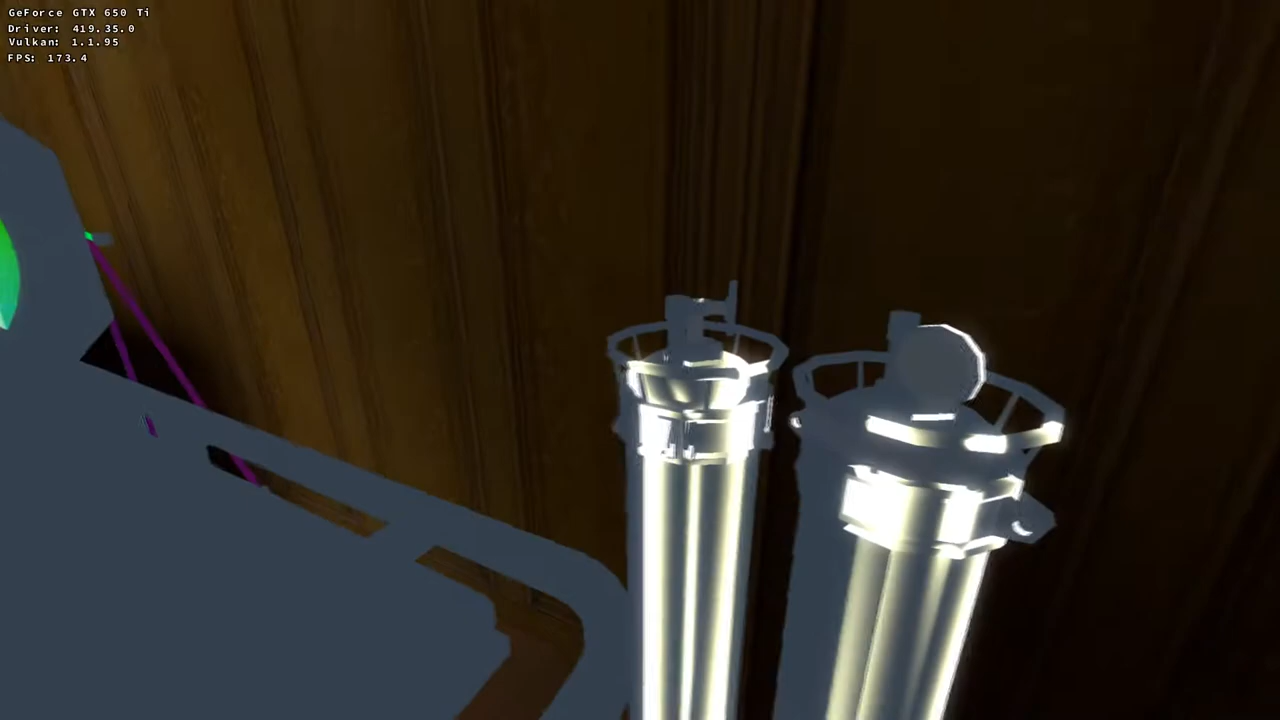 GeForce GTX 650 Ti
Driver: 419.35.0
Vulkan: 1.1.95
FPS: 173.4